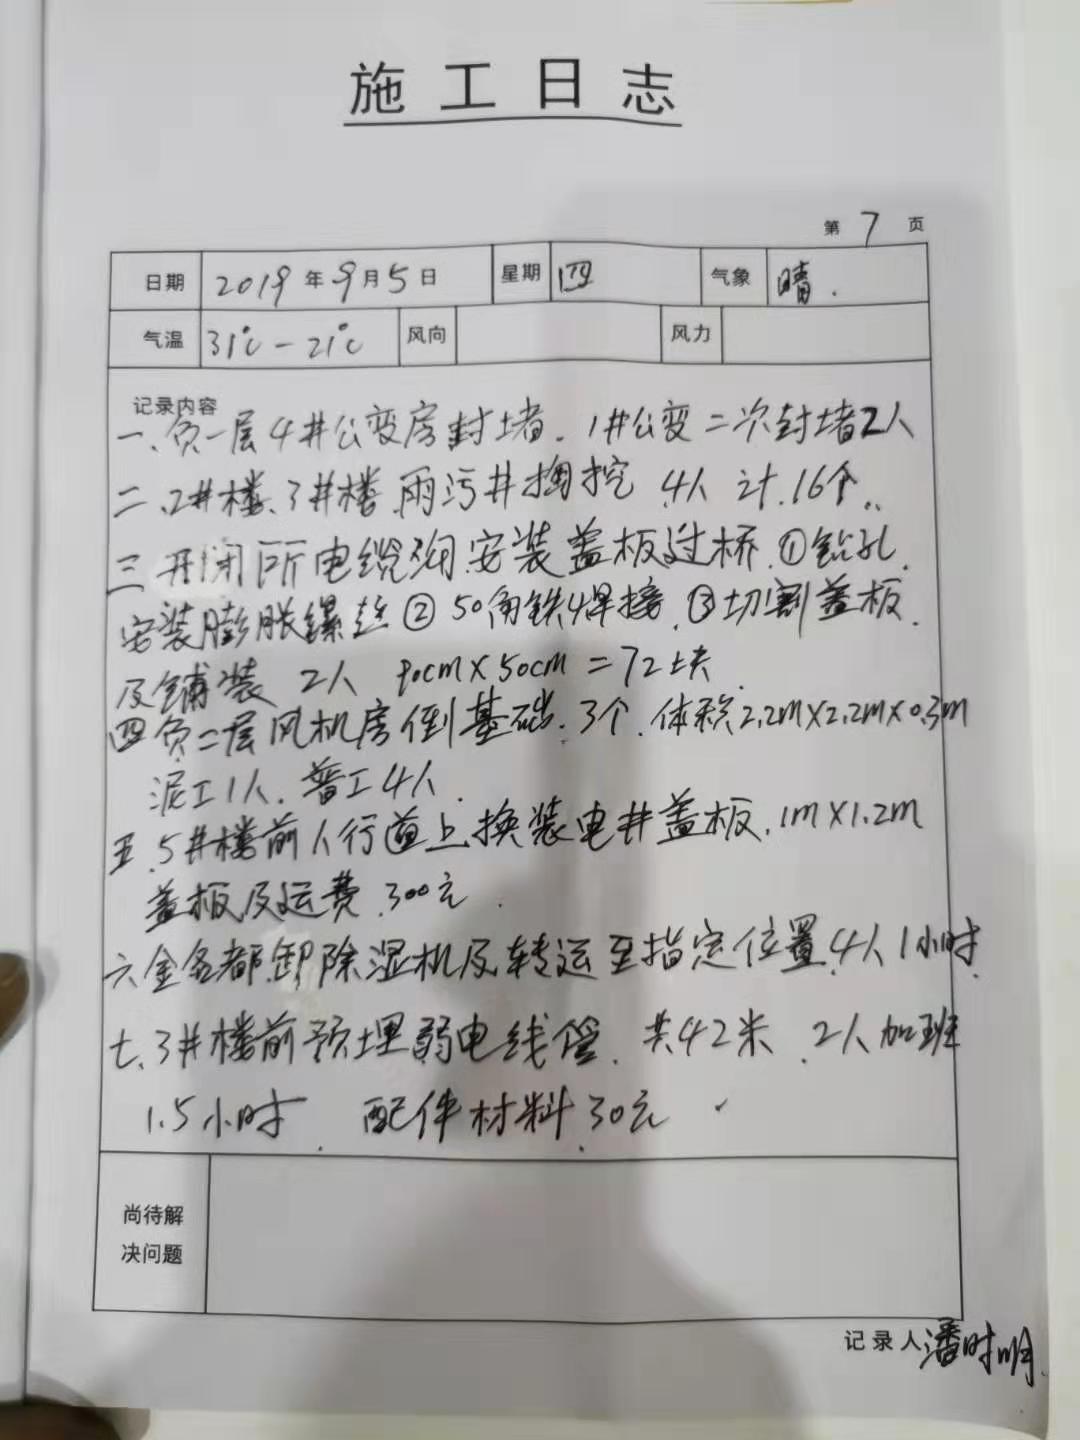 施工日志
第 7 页
日期 2019年9月5日 星期 四 气象 晴.
气温 31℃-21℃ 风向 风力
记录内容
一、负一层4#公变房封堵. 1#公变二次封堵2人
二、2#楼、3#楼雨污井掏挖 4人 计.16个.
三 开闭所电缆沟安装盖板过桥.①钻孔.
安装膨胀螺丝②50角铁焊接.③切割盖板.
及铺装 2人 90cm×50cm=72块.
四 负二层风机房倒基础.3个.体积2.2m×2.2m×0.3m
泥工1人.普工4人.
五.5#楼前人行道上换装电井盖板.1m×1.2m
盖板及运费.300元.
六 金名都卸除湿机及转运至指定位置.4人1小时.
七、3#楼前预埋弱电线管.共42米.2人加班
1.5小时. 配件材料.30元
尚待解
决问题
记录人 潘时明